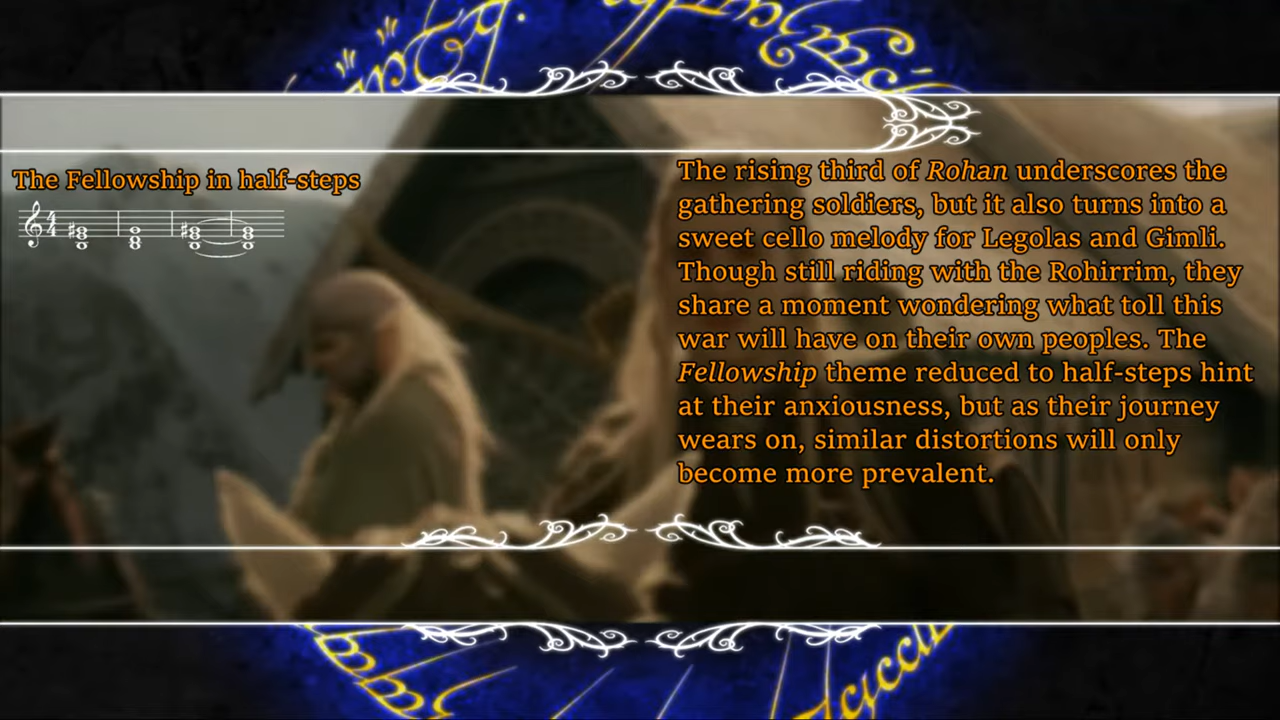 The Fellowship in half-steps
The rising third of Rohan underscores the
gathering soldiers, but it also turns into a
sweet cello melody for Legolas and Gimli.
Though still riding with the Rohirrim, they
share a moment wondering what toll this
war will have on their own peoples. The
Fellowship theme reduced to half-steps hint
at their anxiousness, but as their journey
wears on, similar distortions will only
become more prevalent.